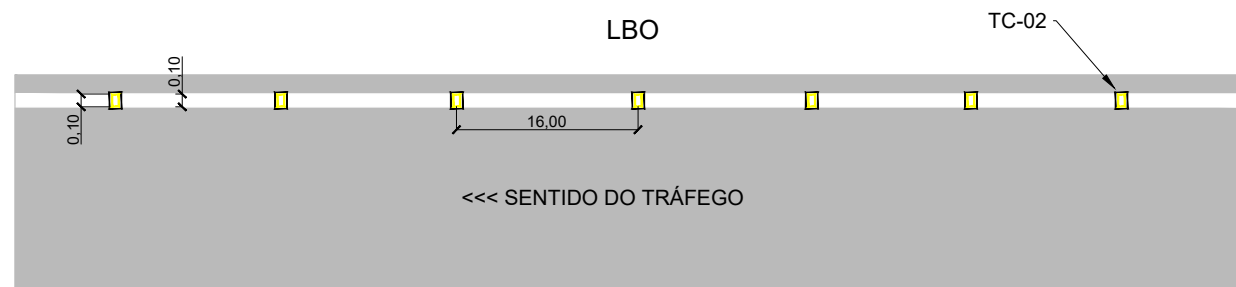 LBO
TC-02
0,10
0,10
16,00
<<< SENTIDO DO TRÁFEGO